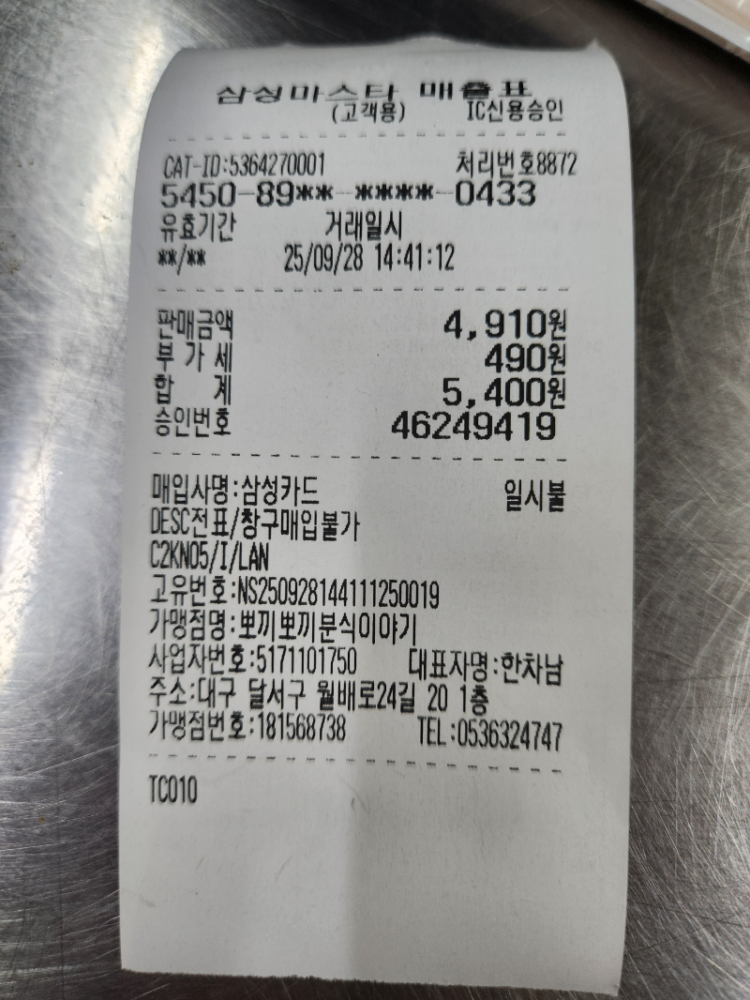 삼성마스타 매출표
(고객용) IC신용승인
CAT-ID:5364270001 처리번호8872
5450-89**-****-0433
유효기간 거래일시
**/** 25/09/28 14:41:12
판매금액 4,910원
부 가 세 490원
합 계 5,400원
승인번호 46249419
매입사명:삼성카드 일시불
DESC전표/창구매입불가
C2KN05/I/LAN
고유번호:NS250928144111250019
가맹점명:뽀끼뽀끼분식이야기
사업자번호:5171101750 대표자명:한차남
주소:대구 달서구 월배로24길 20 1층
가맹점번호:181568738 TEL:0536324747
TC010